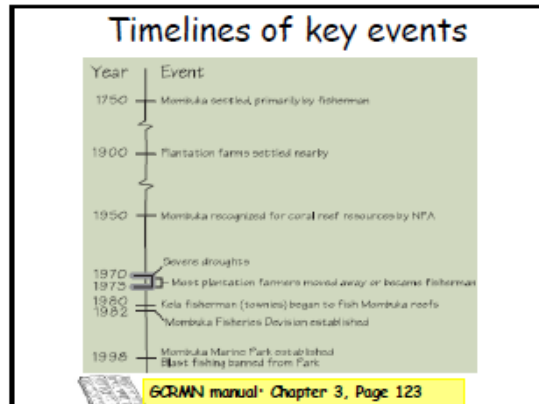 Timelines of key events
Year Event
1750 Mombuka settled, primarily by fisherman
1900 Plantation farms settled nearby
1950 Mombuka recognized for coral reef resources by NPA
Severe droughts
1970
1973 Most plantation farmers moved away or became fisherman
1980 Kela fisherman (townies) began to fish Mombuka reefs
1982
Mombuka Fisheries Division established
1998 Mombuka Marine Park established
Blast fishing banned from Park
GCRMN manual: Chapter 3, Page 123